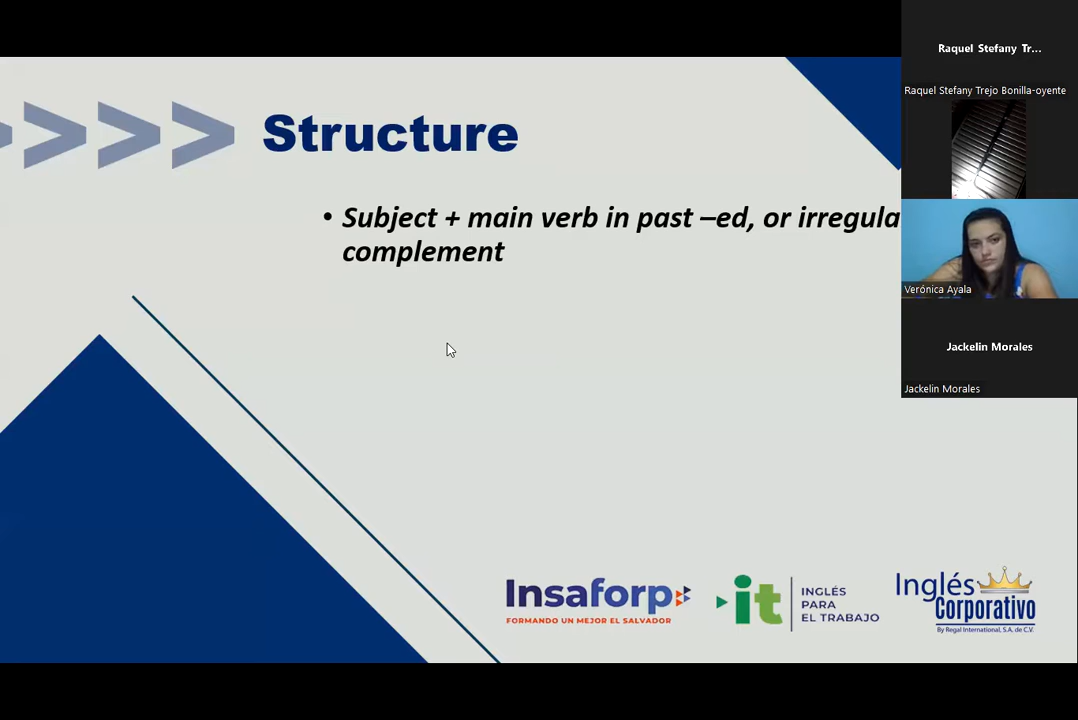 Structure
• Subject + main verb in past –ed, or irregula
complement
Raquel Stefany Tr...
Raquel Stefany Trejo Bonilla-oyente
Verónica Ayala
Jackelin Morales
Jackelin Morales
Insaforp
FORMANDO UN MEJOR EL SALVADOR
it
INGLÉS
PARA
EL TRABAJO
Inglés
Corporativo
By Regal International, S.A. de C.V.